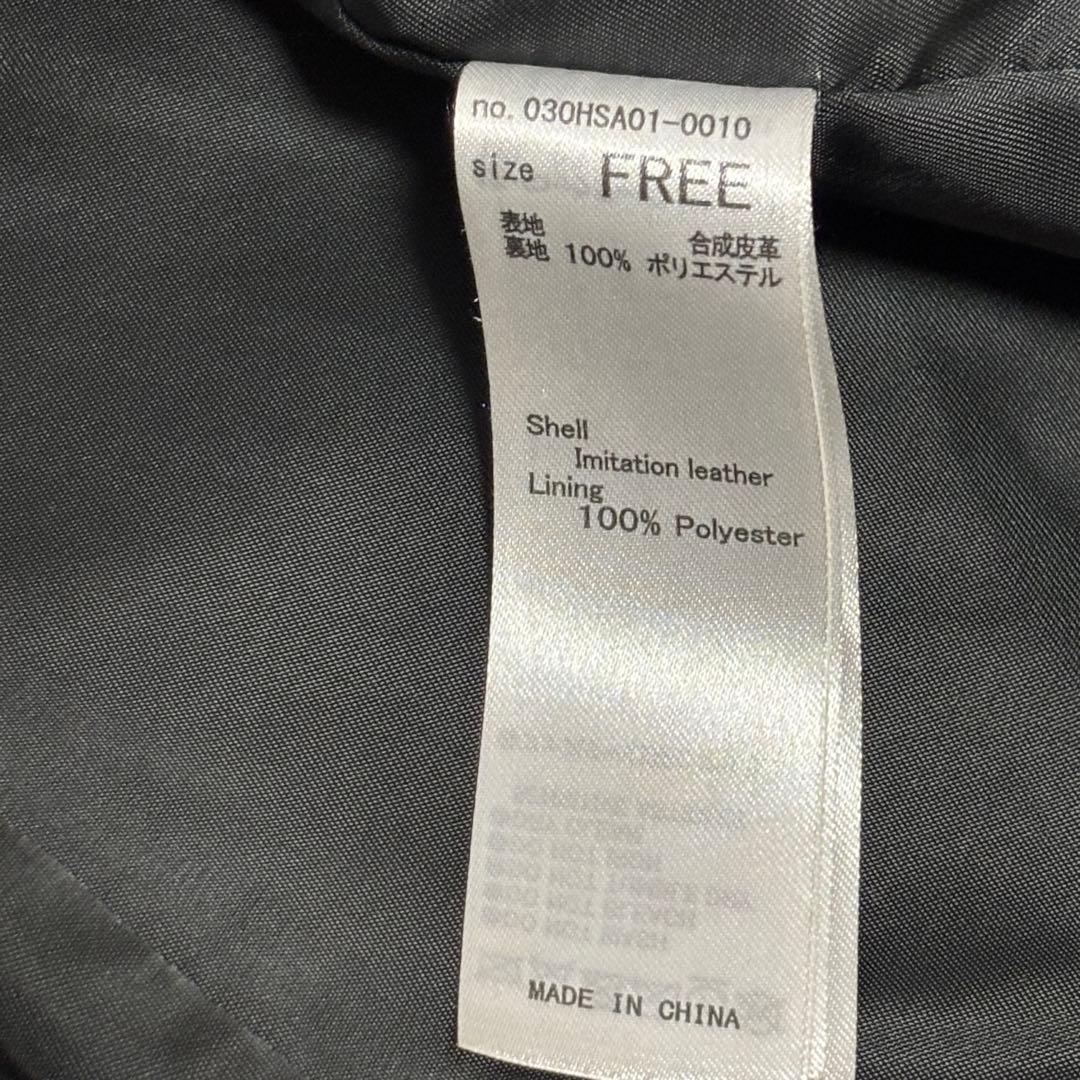 no. 030HSA01-0010
size FREE
表地 合成皮革
裏地 100% ポリエステル
Shell
Imitation leather
Lining
100% Polyester
MADE IN CHINA